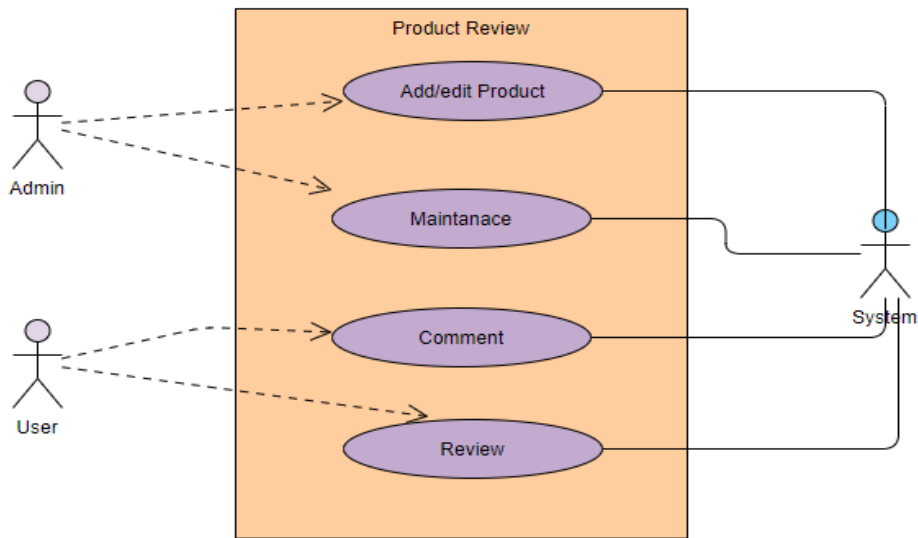 Product Review
Add/edit Product
Admin
Maintanace
System
Comment
User
Review